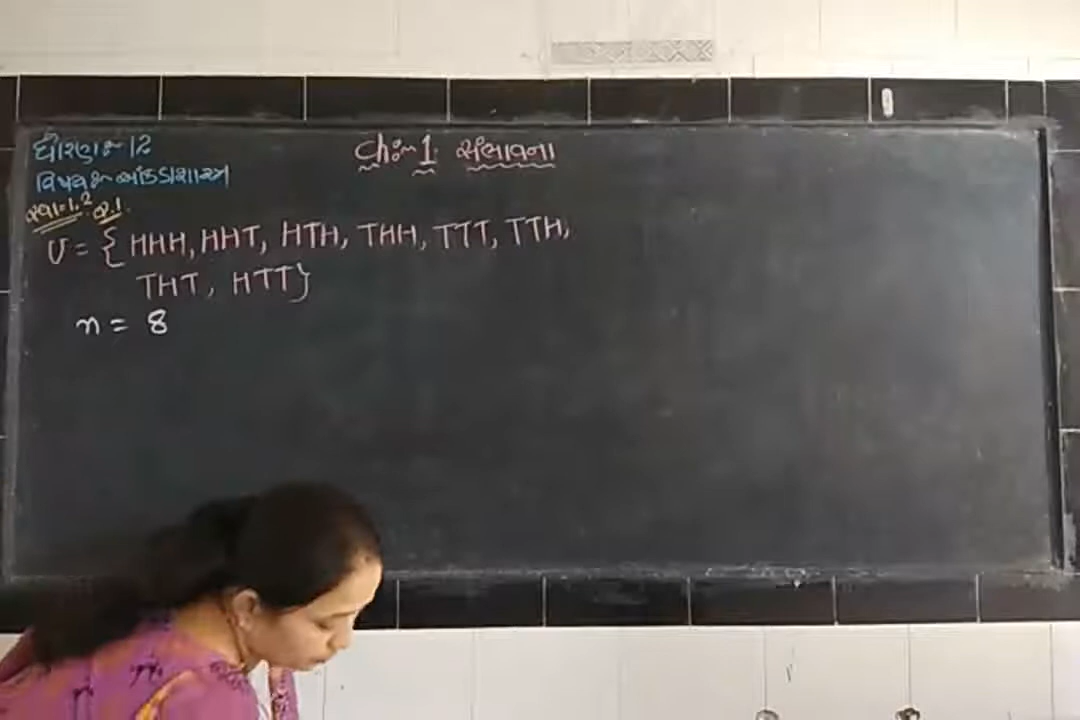 ધોરણઃ-12
Ch:-1. સંભાવના
વિષયઃ-આંકડાશાસ્ત્ર
સ્વા-1.2 દા.1.
U = { HHH, HHT, HTH, THH, TTT, TTH,
THT, HTT}
n = 8